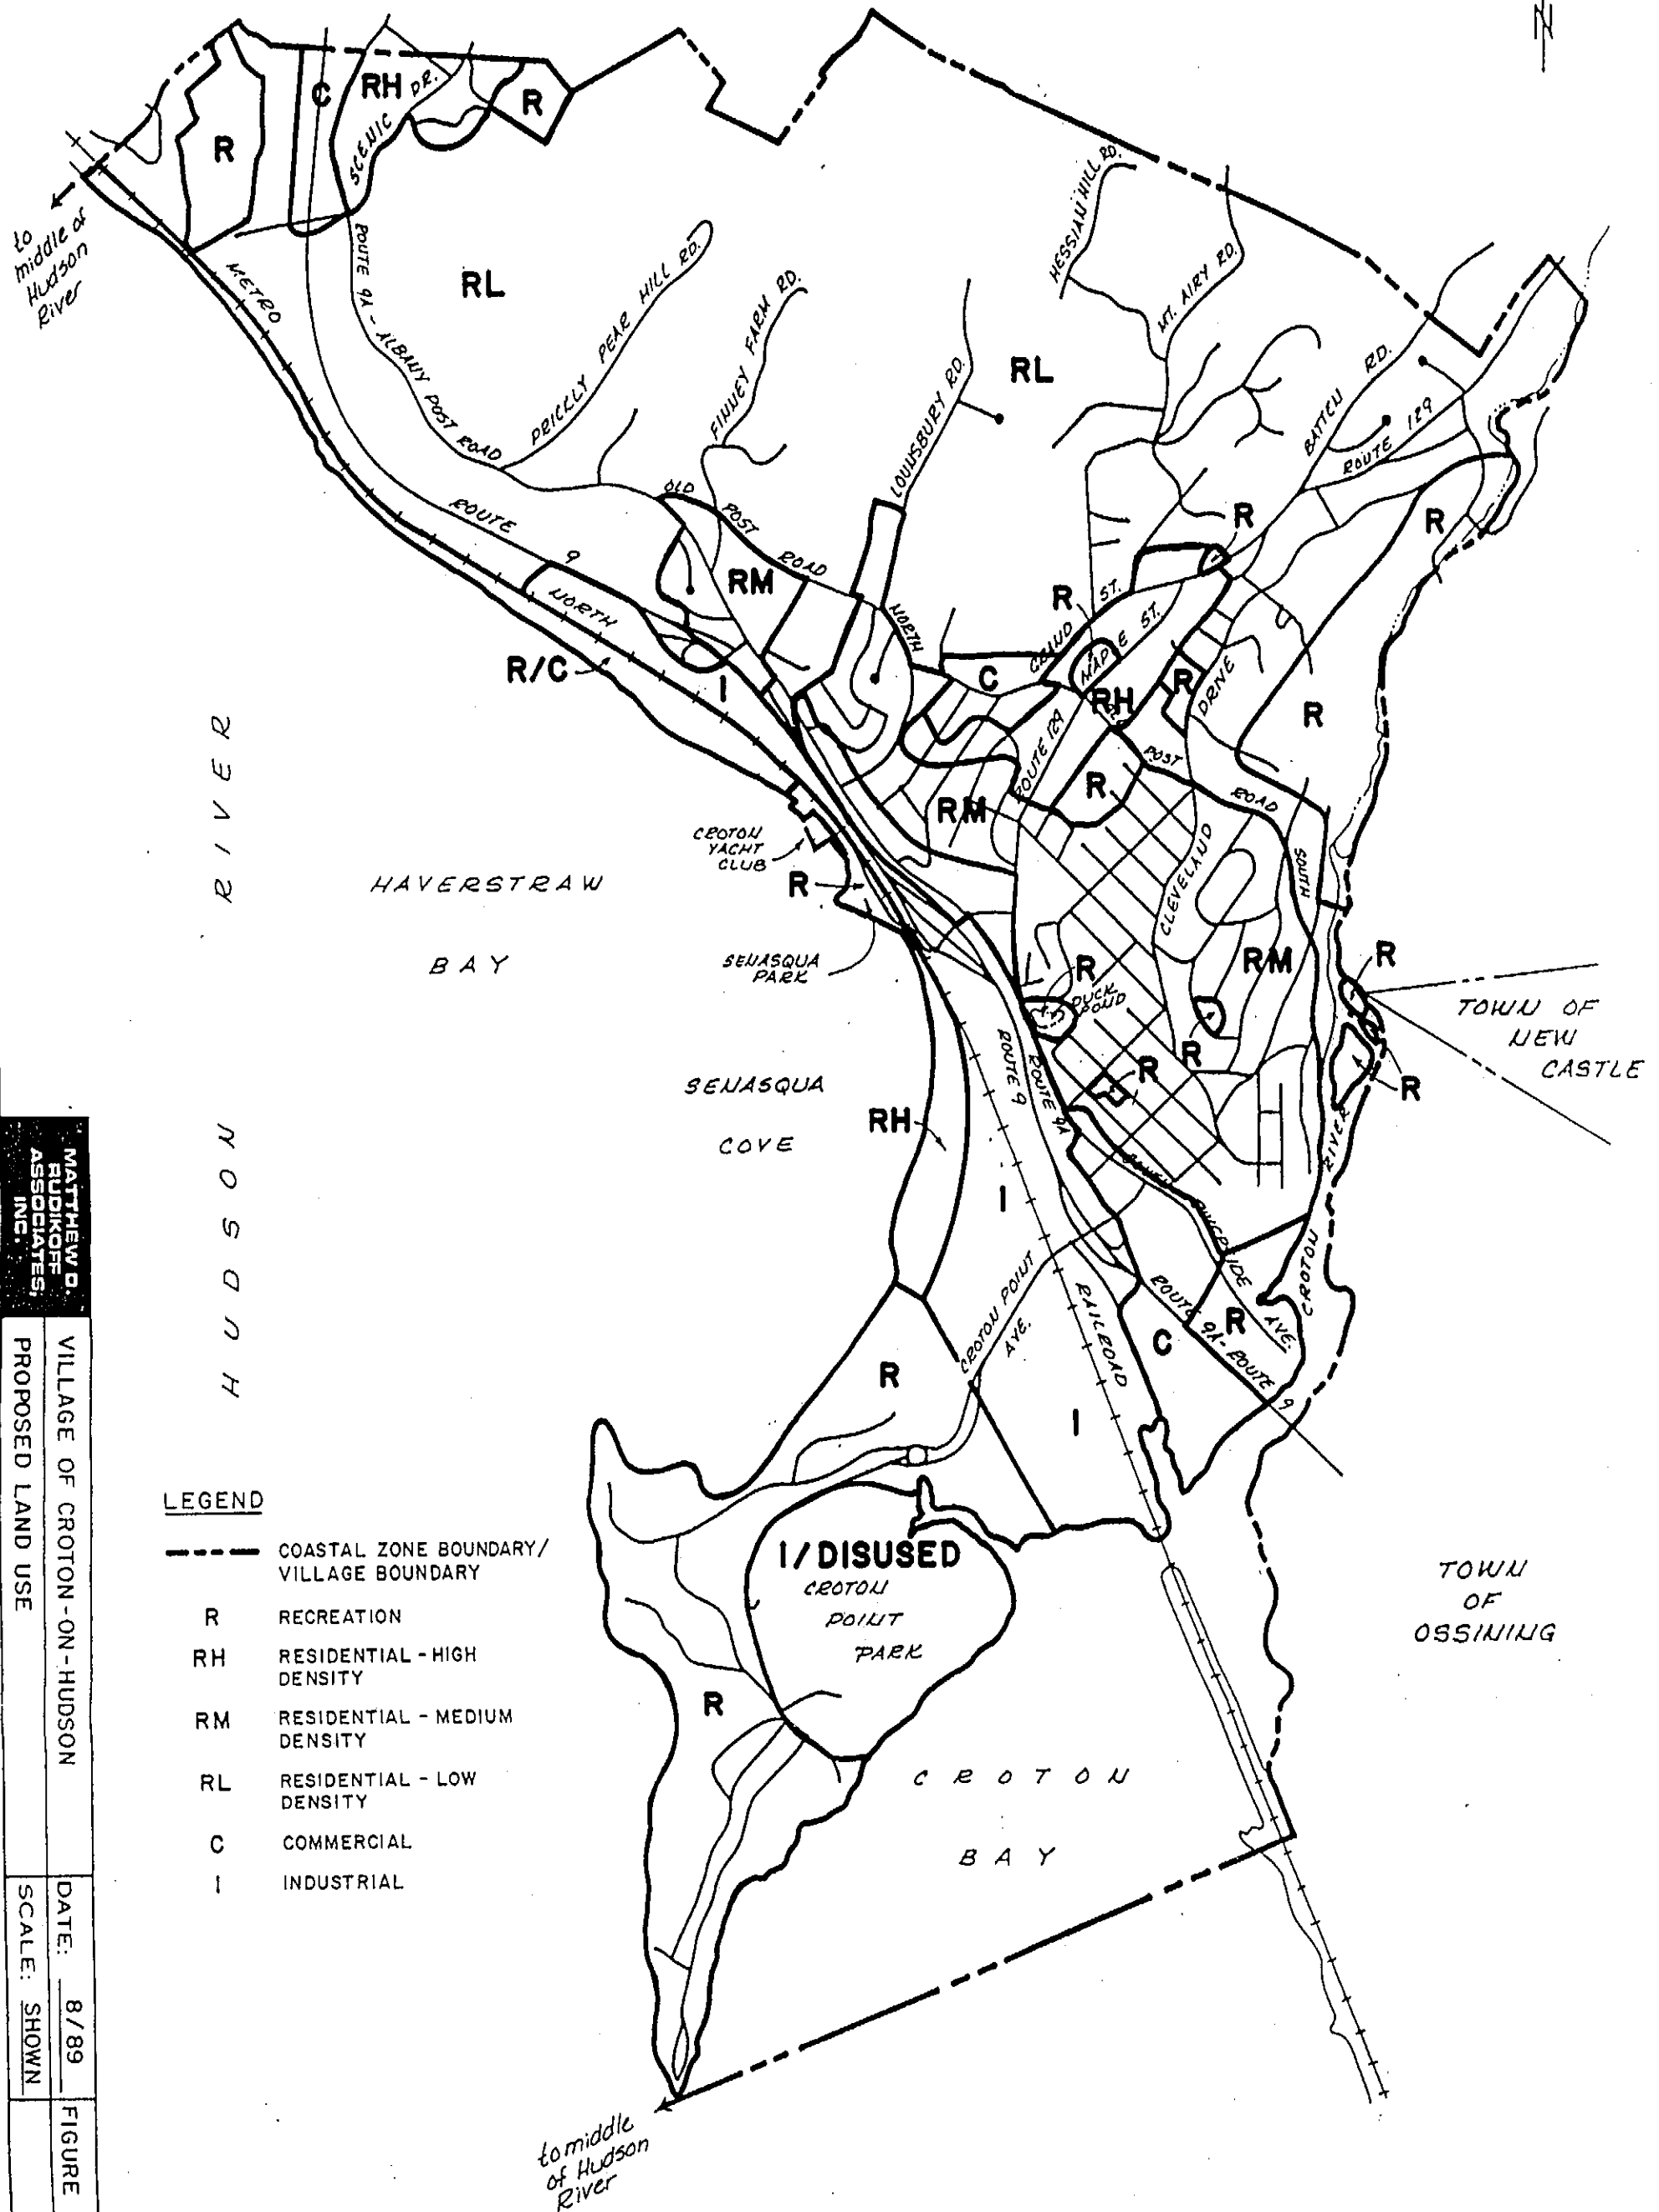 N
to
middle of
Hudson
River
R
C
RH
SCENIC DR.
R
METRO
ROUTE 9A - ALBANY POST ROAD
RL
PRICKLY PEAR HILL RD.
FINNEY FARM RD.
LOUNSBURY RD.
RL
HESSIAN HILL RD.
MT. AIRY RD.
BATTEN RD.
ROUTE 129
ROUTE 9
NORTH
OLD POST ROAD
NORTH
RM
R
R
R
GRAND ST.
MAPLE ST.
R/C
I
C
RH
R
DRIVE
R
ROUTE 129
R
POST ROAD
SOUTH
RM
CROTON
YACHT
CLUB
R
SENASQUA
PARK
HAVERSTRAW
BAY
HUDSON RIVER
CLEVELAND
RM
R
DUCK
POND
R
R
R
R
TOWN OF
NEW
CASTLE
SENASQUA
COVE
RH
ROUTE 9
ROUTE 9A
I
CROTON POINT
AVE.
RAILROAD
SOUTH RIVERSIDE AVE.
CROTON RIVER
ROUTE 9A - ROUTE 9
R
C
R
I
I/DISUSED
CROTON
POINT
PARK
R
TOWN
OF
OSSINING
CROTON
BAY
to middle
of Hudson
River
LEGEND
COASTAL ZONE BOUNDARY/
VILLAGE BOUNDARY
R RECREATION
RH RESIDENTIAL - HIGH
DENSITY
RM RESIDENTIAL - MEDIUM
DENSITY
RL RESIDENTIAL - LOW
DENSITY
C COMMERCIAL
I INDUSTRIAL
MATTHEW D.
RUDIKOFF
ASSOCIATES,
INC.
VILLAGE OF CROTON-ON-HUDSON
PROPOSED LAND USE
DATE: 8/89
SCALE: SHOWN
FIGURE